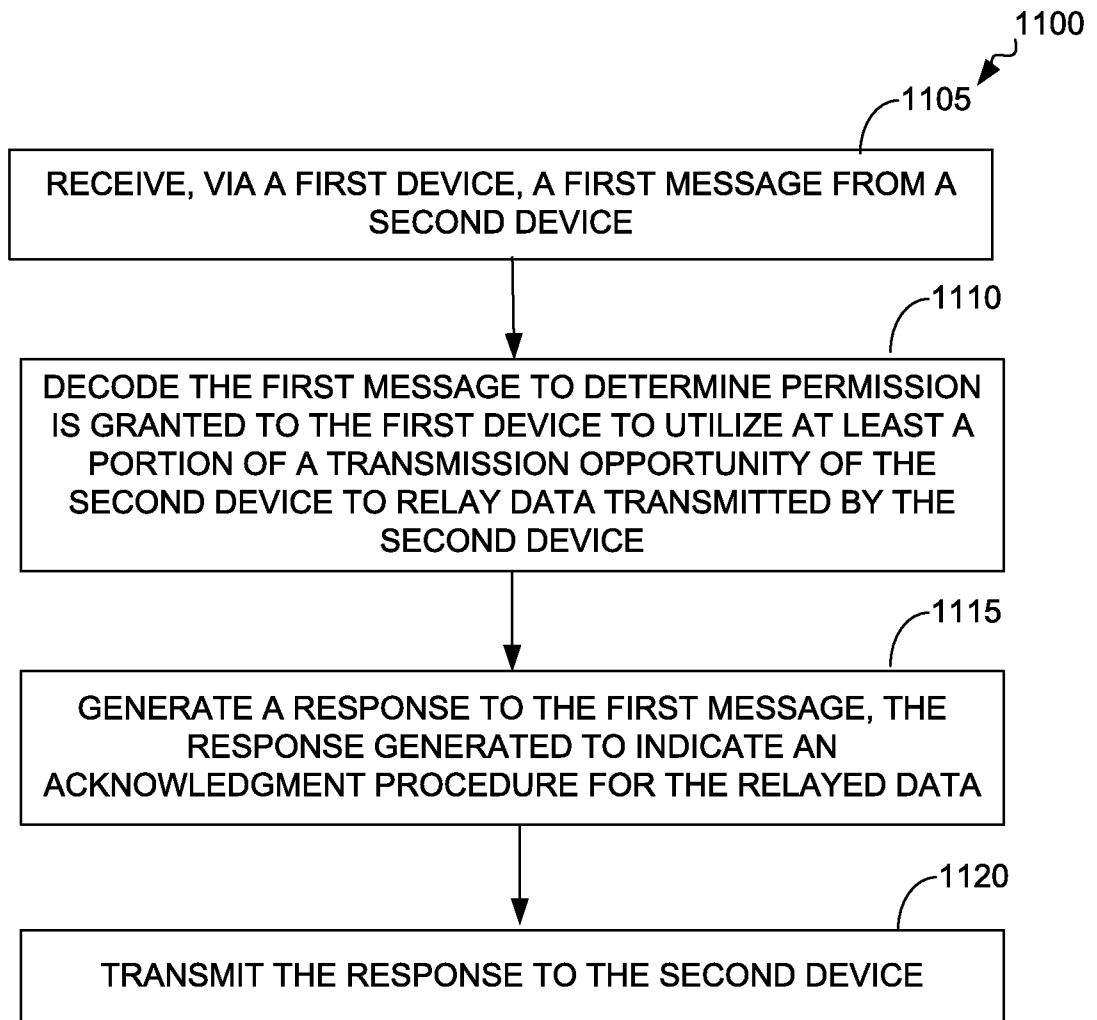 1100
1105
RECEIVE, VIA A FIRST DEVICE, A FIRST MESSAGE FROM A
SECOND DEVICE
1110
DECODE THE FIRST MESSAGE TO DETERMINE PERMISSION
IS GRANTED TO THE FIRST DEVICE TO UTILIZE AT LEAST A
PORTION OF A TRANSMISSION OPPORTUNITY OF THE
SECOND DEVICE TO RELAY DATA TRANSMITTED BY THE
SECOND DEVICE
1115
GENERATE A RESPONSE TO THE FIRST MESSAGE, THE
RESPONSE GENERATED TO INDICATE AN
ACKNOWLEDGMENT PROCEDURE FOR THE RELAYED DATA
1120
TRANSMIT THE RESPONSE TO THE SECOND DEVICE